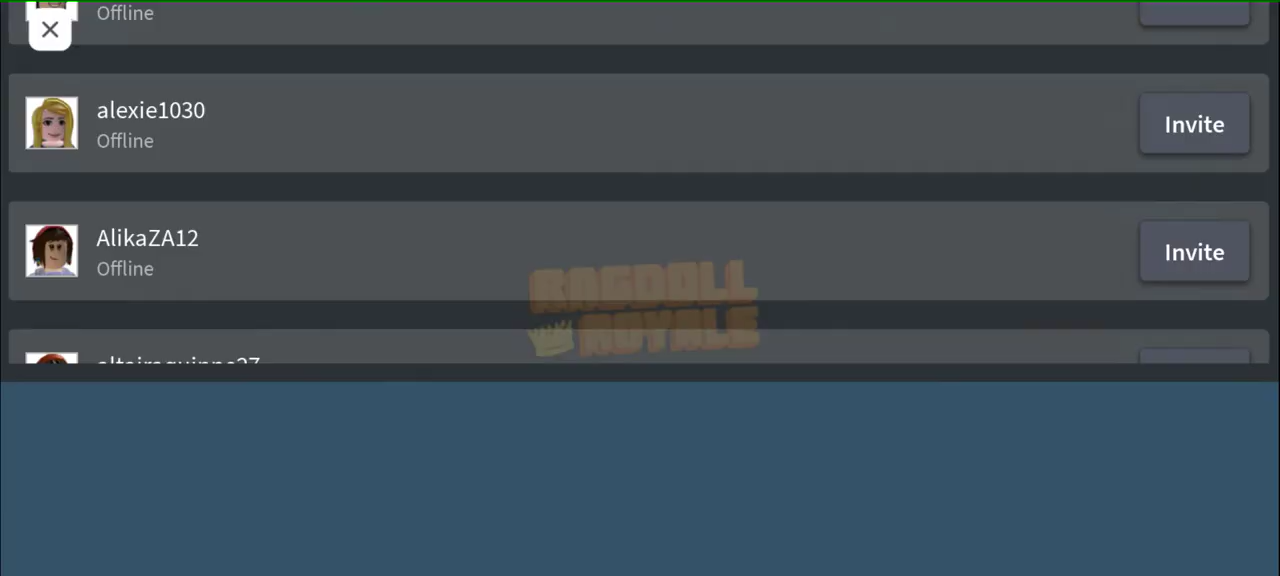 Offline
alexie1030
Offline
Invite
AlikaZA12
Offline
Invite
RAGDOLL
ROYALE